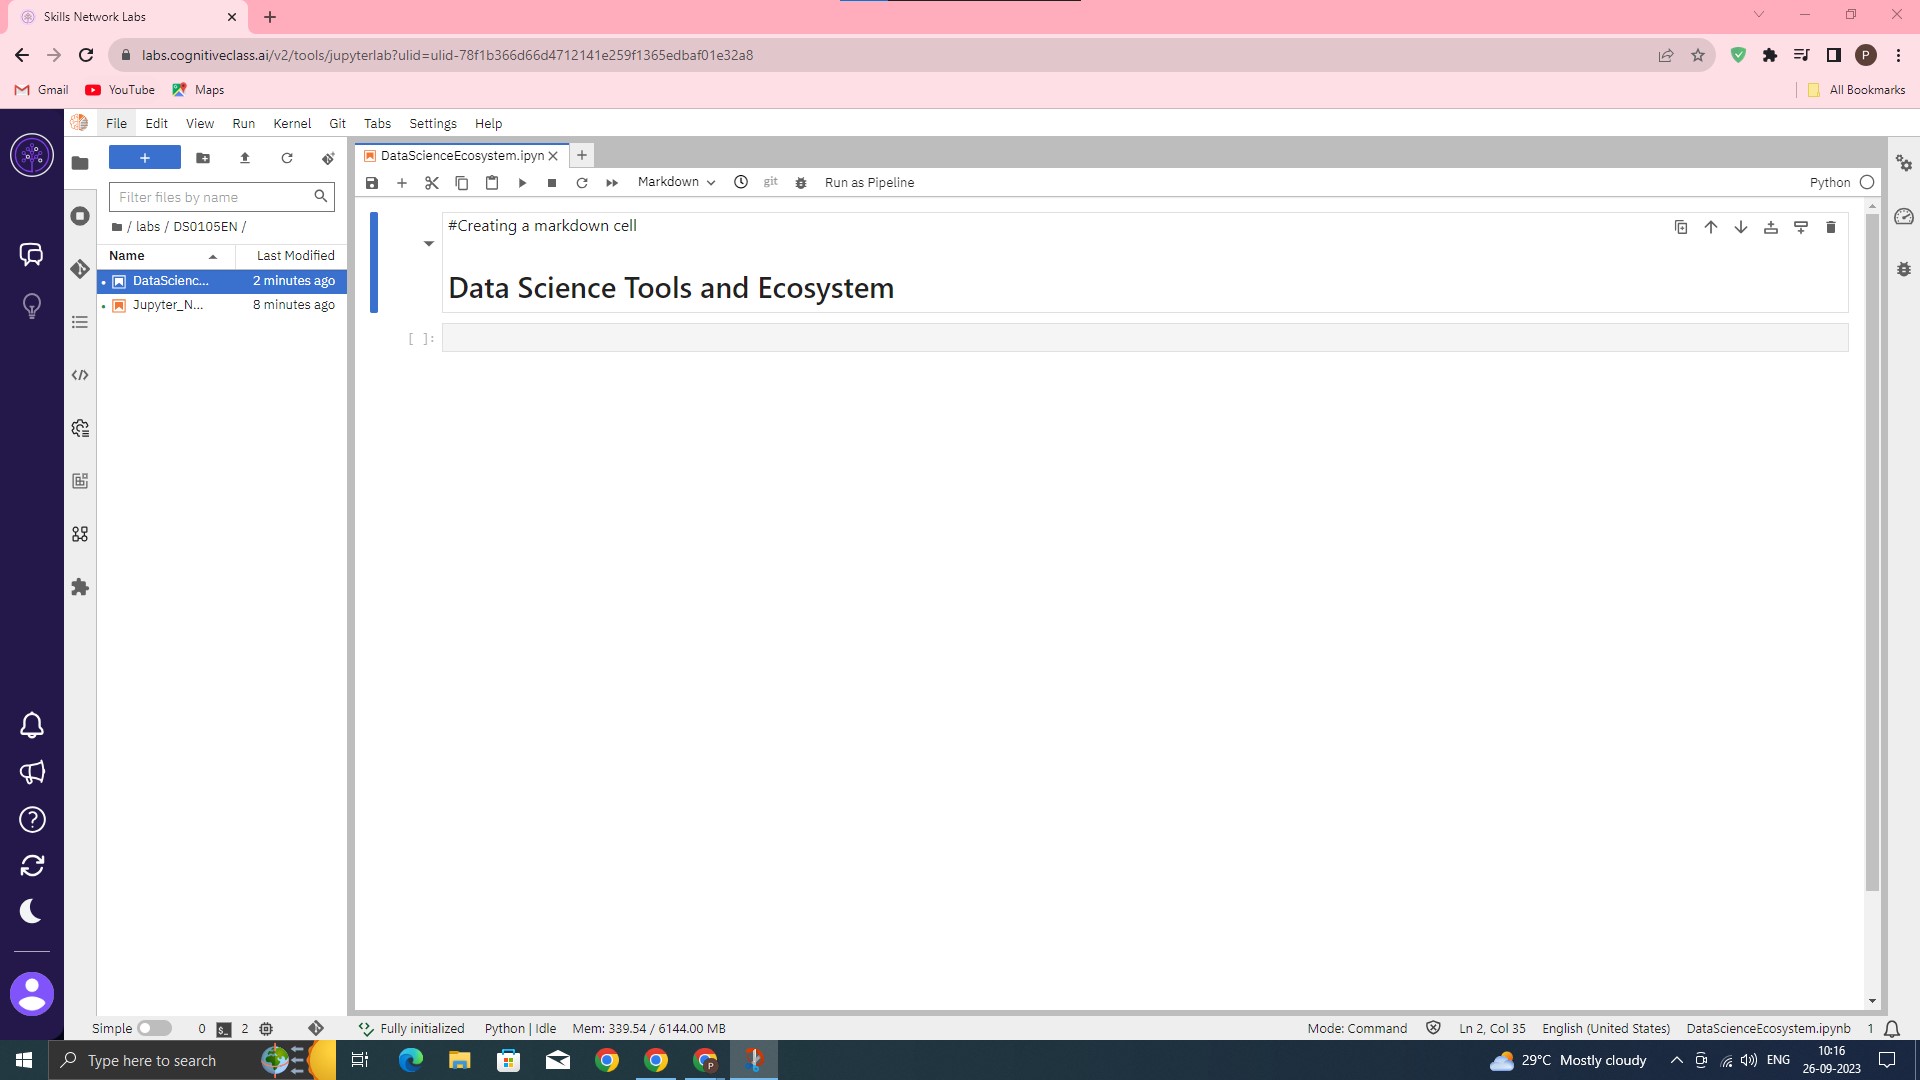 Skills Network Labs
labs.cognitiveclass.ai/v2/tools/jupyterlab?ulid=ulid-78f1b366d66d4712141e259f1365edbaf01e32a8
P
Gmail YouTube Maps All Bookmarks
File Edit View Run Kernel Git Tabs Settings Help
DataScienceEcosystem.ipyn
Markdown git Run as Pipeline Python
Filter files by name
/ labs / DS0105EN /
Name Last Modified
DataScienc... 2 minutes ago
Jupyter_N... 8 minutes ago
#Creating a markdown cell
Data Science Tools and Ecosystem
[ ]:
Simple 0 $_ 2 Fully initialized Python | Idle Mem: 339.54 / 6144.00 MB Mode: Command Ln 2, Col 35 English (United States) DataScienceEcosystem.ipynb 1
Type here to search P 29°C Mostly cloudy ENG 10:16
26-09-2023